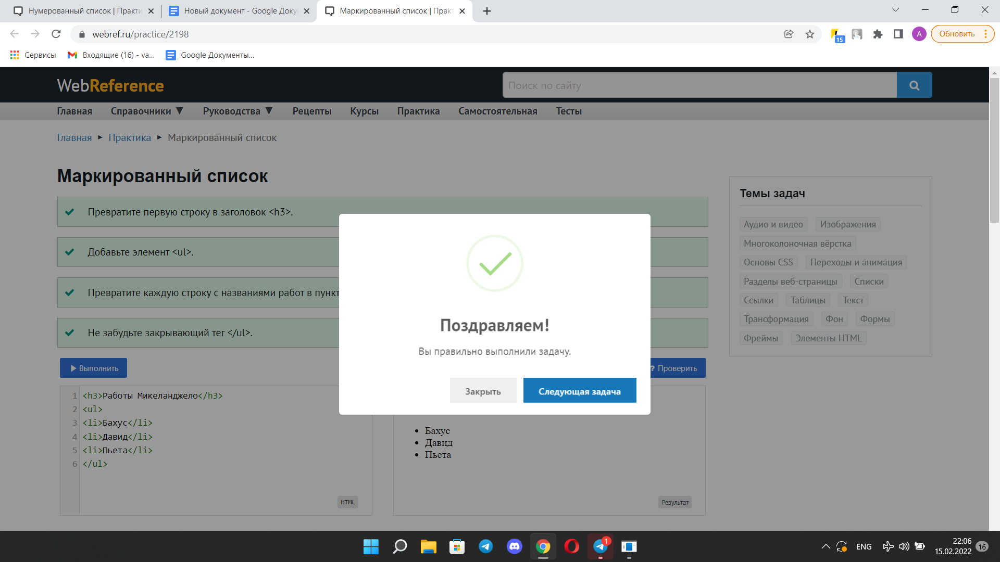 Нумерованный список | Практи
Новый документ - Google Доку
Маркированный список | Практ
webref.ru/practice/2198
15
A
Обновить
Сервисы
Входящие (16) - va...
Google Документы...
WebReference
Поиск по сайту
Главная
Справочники ▼
Руководства ▼
Рецепты
Курсы
Практика
Самостоятельная
Тесты
Главная ▸ Практика ▸ Маркированный список
Маркированный список
Превратите первую строку в заголовок <h3>.
Добавьте элемент <ul>.
Превратите каждую строку с названиями работ в пункт
Не забудьте закрывающий тег </ul>.
Поздравляем!
Вы правильно выполнили задачу.
Закрыть
Следующая задача
Выполнить
? Проверить
1 <h3>Работы Микеланджело</h3>
2 <ul>
3 <li>Бахус</li>
4 <li>Давид</li>
5 <li>Пьета</li>
6 </ul>
HTML
• Бахус
• Давид
• Пьета
Результат
Темы задач
Аудио и видео
Изображения
Многоколоночная вёрстка
Основы CSS
Переходы и анимация
Разделы веб-страницы
Списки
Ссылки
Таблицы
Текст
Трансформация
Фон
Формы
Фреймы
Элементы HTML
1
ENG
22:06
15.02.2022
16